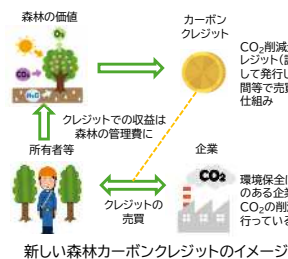 森林の価値
カーボン
クレジット
O₂
CO₂
H₂O
CO₂削減
レジット(
して発行し
間等で売
仕組み
クレジットでの収益は
森林の管理費に
所有者等
企業
CO₂
クレジットの
売買
環境保全
のある企
CO₂の削
行ってい
新しい森林カーボンクレジットのイメージ